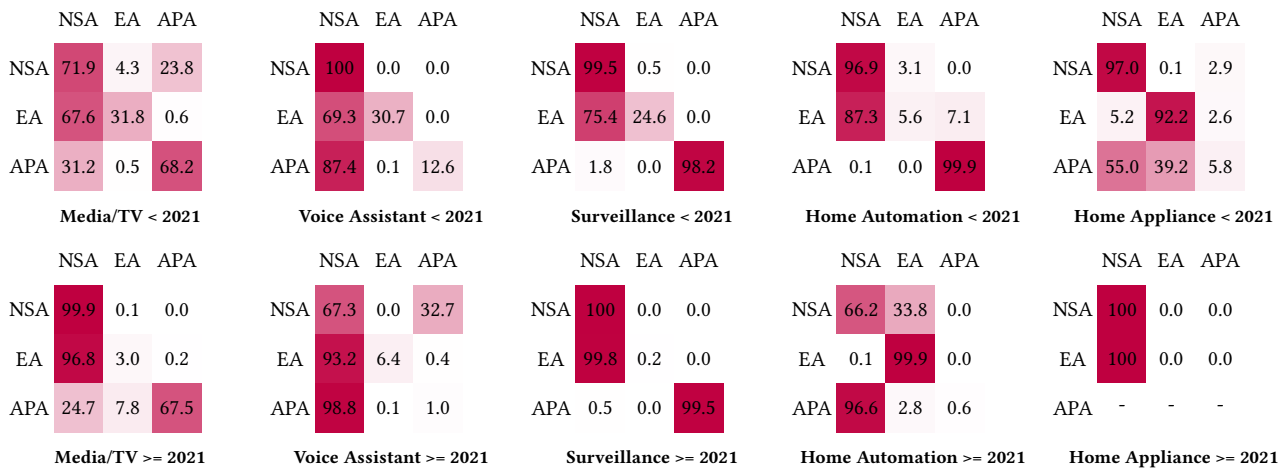 NSA EA APA NSA EA APA NSA EA APA NSA EA APA NSA EA APA
NSA 71.9 4.3 23.8 NSA 100 0.0 0.0 NSA 99.5 0.5 0.0 NSA 96.9 3.1 0.0 NSA 97.0 0.1 2.9
EA 67.6 31.8 0.6 EA 69.3 30.7 0.0 EA 75.4 24.6 0.0 EA 87.3 5.6 7.1 EA 5.2 92.2 2.6
APA 31.2 0.5 68.2 APA 87.4 0.1 12.6 APA 1.8 0.0 98.2 APA 0.1 0.0 99.9 APA 55.0 39.2 5.8
Media/TV < 2021 Voice Assistant < 2021 Surveillance < 2021 Home Automation < 2021 Home Appliance < 2021
NSA EA APA NSA EA APA NSA EA APA NSA EA APA NSA EA APA
NSA 99.9 0.1 0.0 NSA 67.3 0.0 32.7 NSA 100 0.0 0.0 NSA 66.2 33.8 0.0 NSA 100 0.0 0.0
EA 96.8 3.0 0.2 EA 93.2 6.4 0.4 EA 99.8 0.2 0.0 EA 0.1 99.9 0.0 EA 100 0.0 0.0
APA 24.7 7.8 67.5 APA 98.8 0.1 1.0 APA 0.5 0.0 99.5 APA 96.6 2.8 0.6 APA - - -
Media/TV >= 2021 Voice Assistant >= 2021 Surveillance >= 2021 Home Automation >= 2021 Home Appliance >= 2021